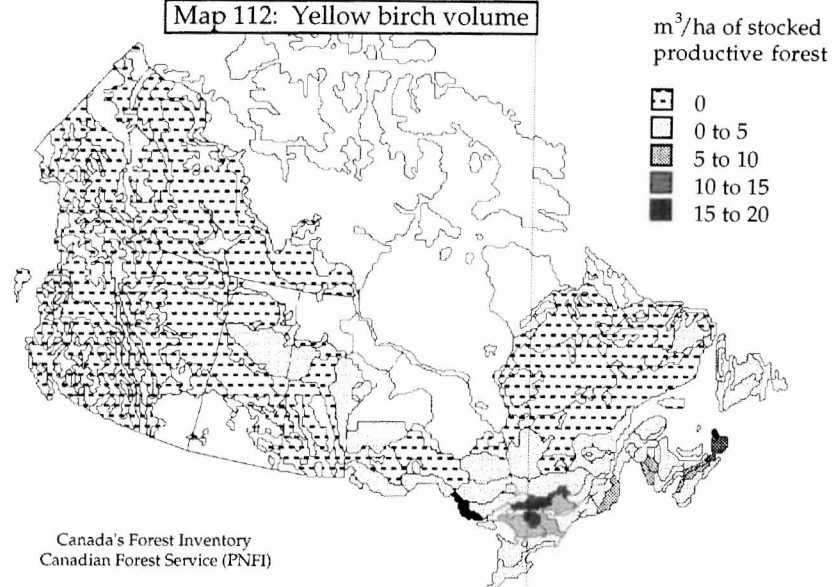 Map 112: Yellow birch volume
m³/ha of stocked
productive forest
0
0 to 5
5 to 10
10 to 15
15 to 20
Canada's Forest Inventory
Canadian Forest Service (PNFI)